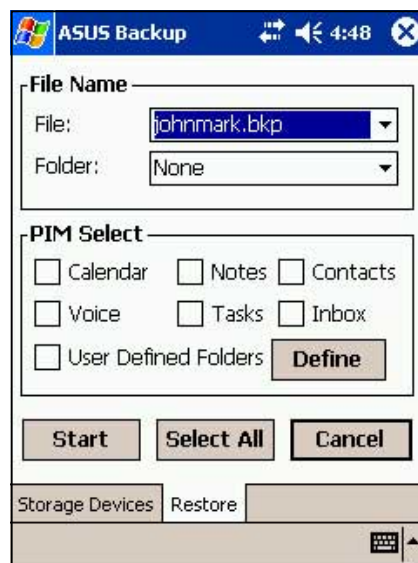 ASUS Backup 4:48
File Name
File: johnmark.bkp
Folder: None
PIM Select
Calendar Notes Contacts
Voice Tasks Inbox
User Defined Folders Define
Start Select All Cancel
Storage Devices Restore